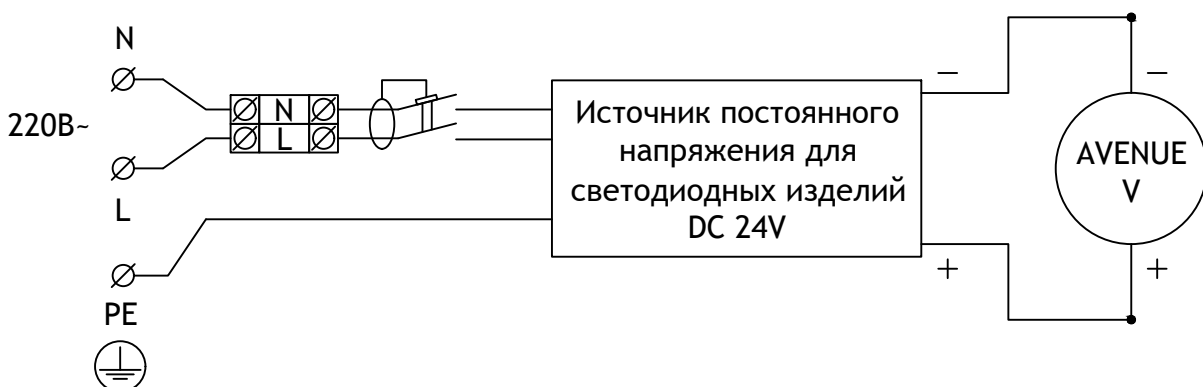 N
220В~
L
PE
N
L
Источник постоянного
напряжения для
светодиодных изделий
DC 24V
−
+
AVENUE
V
−
+